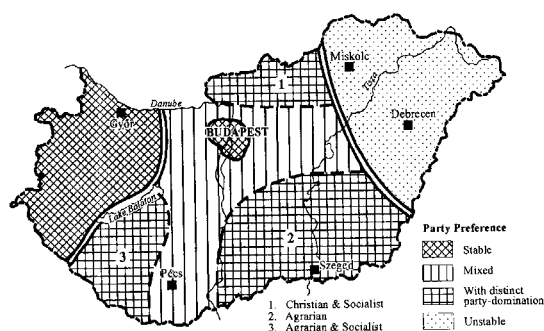 Miskolc
1
Tisza
Danube
Győr
BUDAPEST
Debrecen
Lake Balaton
3
2
Pécs
Szeged
Party Preference
Stable
Mixed
With distinct
party-domination
Unstable
1. Christian & Socialist
2. Agrarian
3. Agrarian & Socialist